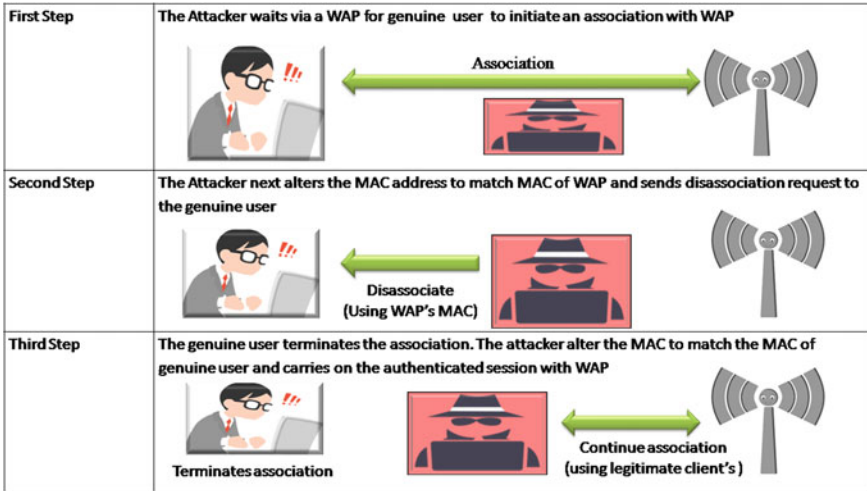 First Step
The Attacker waits via a WAP for genuine user to initiate an association with WAP
!!!
Association
Second Step
The Attacker next alters the MAC address to match MAC of WAP and sends disassociation request to
the genuine user
!!!
Disassociate
(Using WAP's MAC)
Third Step
The genuine user terminates the association. The attacker alter the MAC to match the MAC of
genuine user and carries on the authenticated session with WAP
!!!
Terminates association
Continue association
(using legitimate client's )